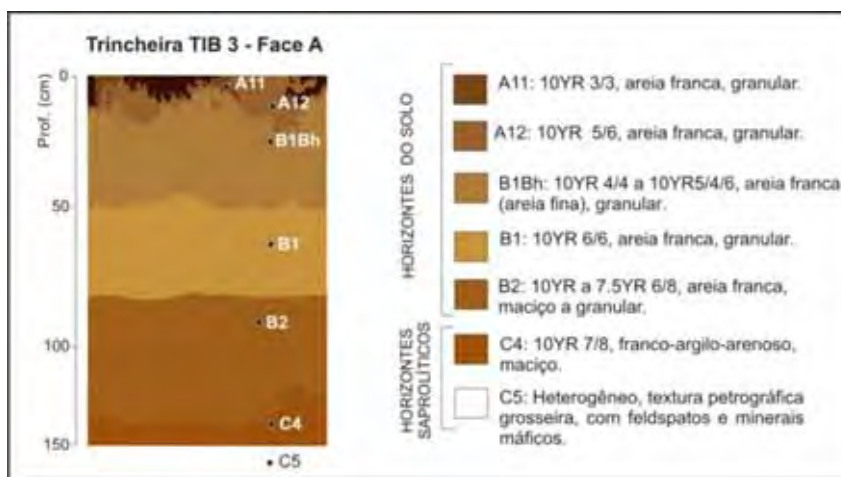 Trincheira TIB 3 - Face A
Prof. (cm)
0
50
100
150
A11
A12
B1Bh
B1
B2
C4
C5
HORIZONTES DO SOLO
A11: 10YR 3/3, areia franca, granular.
A12: 10YR 5/6, areia franca, granular.
B1Bh: 10YR 4/4 a 10YR5/4/6, areia franca
(areia fina), granular.
B1: 10YR 6/6, areia franca, granular.
B2: 10YR a 7.5YR 6/8, areia franca,
maciço a granular.
HORIZONTES
SAPROLÍTICOS
C4: 10YR 7/8, franco-argilo-arenoso,
maciço.
C5: Heterogêneo, textura petrográfica
grosseira, com feldspatos e minerais
máficos.